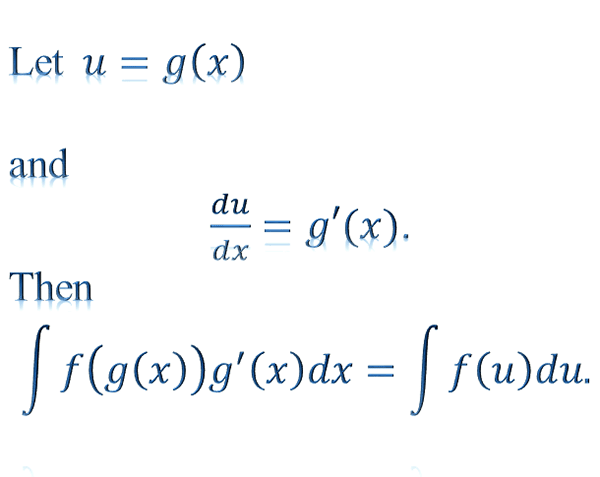 Let u = g(x)
and
du/dx = g′(x).
Then
∫ f(g(x))g′(x)dx = ∫ f(u)du.